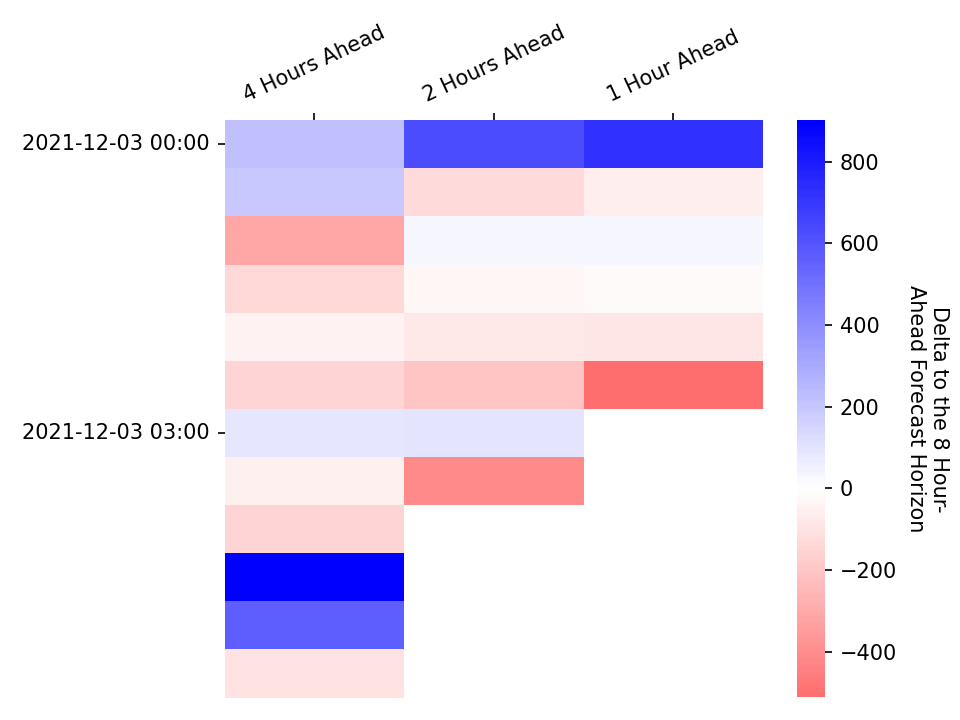 4 Hours Ahead
2 Hours Ahead
1 Hour Ahead
2021-12-03 00:00
2021-12-03 03:00
800
600
400
200
0
−200
−400
Delta to the 8 Hour-
Ahead Forecast Horizon